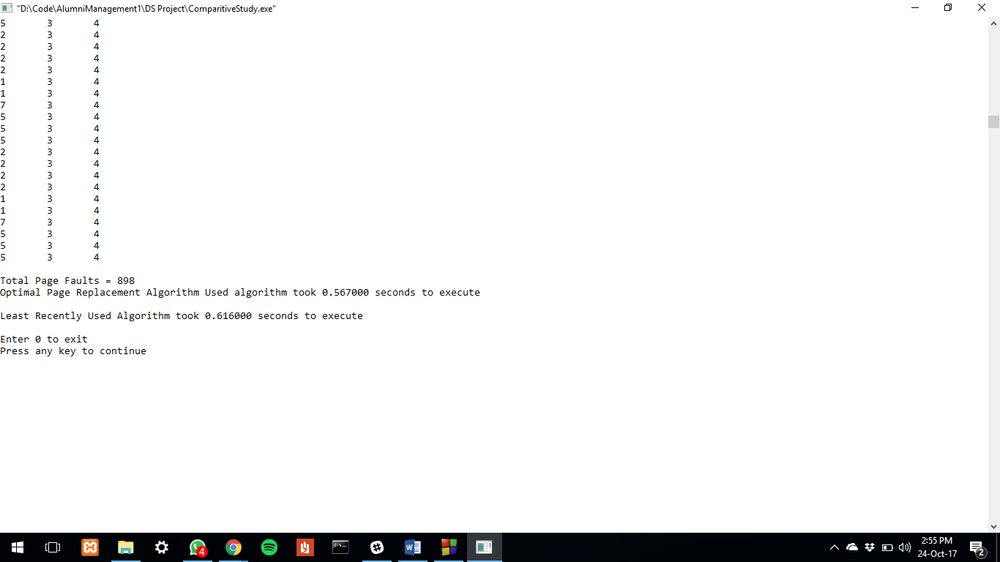 "D:\Code\AlumniManagement1\DS Project\ComparitiveStudy.exe"
5 3 4
2 3 4
2 3 4
2 3 4
2 3 4
1 3 4
1 3 4
7 3 4
5 3 4
5 3 4
5 3 4
2 3 4
2 3 4
2 3 4
2 3 4
1 3 4
1 3 4
7 3 4
5 3 4
5 3 4
5 3 4
Total Page Faults = 898
Optimal Page Replacement Algorithm Used algorithm took 0.567000 seconds to execute
Least Recently Used Algorithm took 0.616000 seconds to execute
Enter 0 to exit
Press any key to continue
4
2:55 PM
24-Oct-17
2